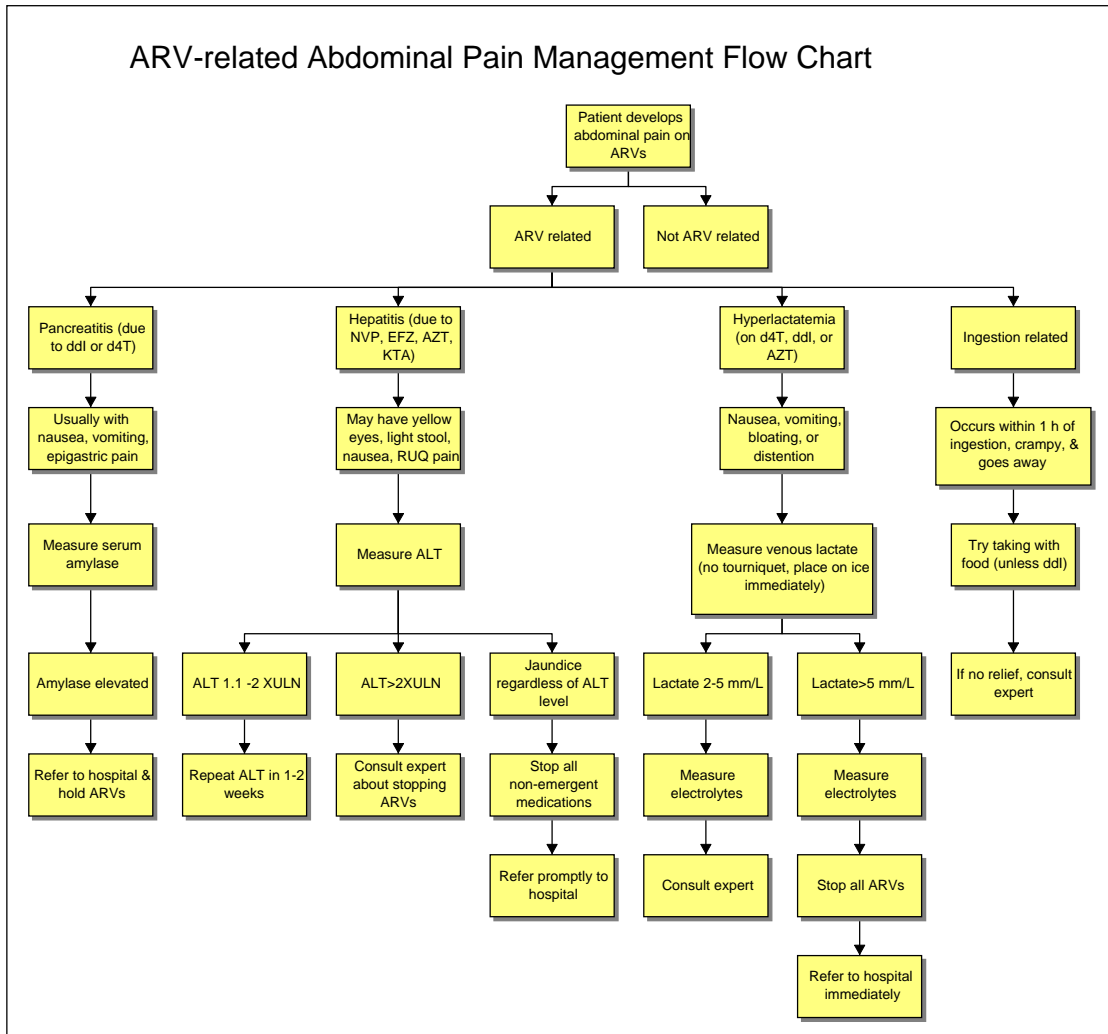 ARV-related Abdominal Pain Management Flow Chart
Patient develops
abdominal pain on
ARVs
ARV related
Not ARV related
Pancreatitis (due
to ddI or d4T)
Hepatitis (due to
NVP, EFZ, AZT,
KTA)
Hyperlactatemia
(on d4T, ddI, or
AZT)
Ingestion related
Usually with
nausea, vomiting,
epigastric pain
May have yellow
eyes, light stool,
nausea, RUQ pain
Nausea, vomiting,
bloating, or
distention
Occurs within 1 h of
ingestion, crampy, &
goes away
Measure serum
amylase
Measure ALT
Measure venous lactate
(no tourniquet, place on ice
immediately)
Try taking with
food (unless ddI)
Amylase elevated
ALT 1.1 -2 XULN
ALT>2XULN
Jaundice
regardless of ALT
level
Lactate 2-5 mm/L
Lactate>5 mm/L
If no relief, consult
expert
Refer to hospital &
hold ARVs
Repeat ALT in 1-2
weeks
Consult expert
about stopping
ARVs
Stop all
non-emergent
medications
Measure
electrolytes
Measure
electrolytes
Refer promptly to
hospital
Consult expert
Stop all ARVs
Refer to hospital
immediately